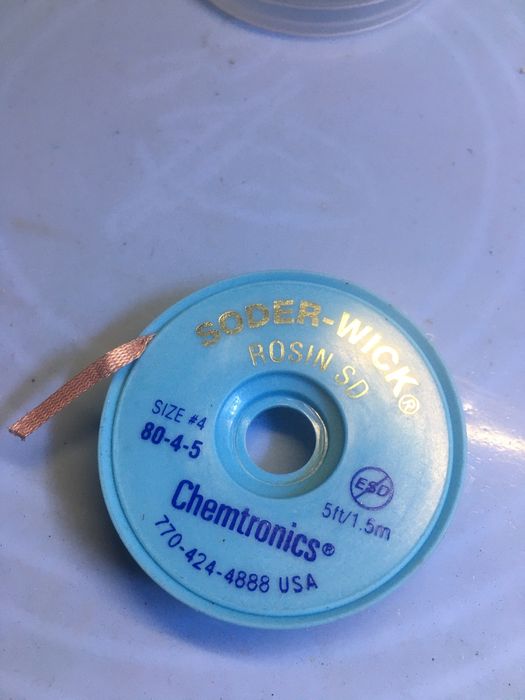 SODER-WICK®
ROSIN SD
SIZE #4
80-4-5
ESD
5ft/1.5m
Chemtronics®
770-424-4888 USA